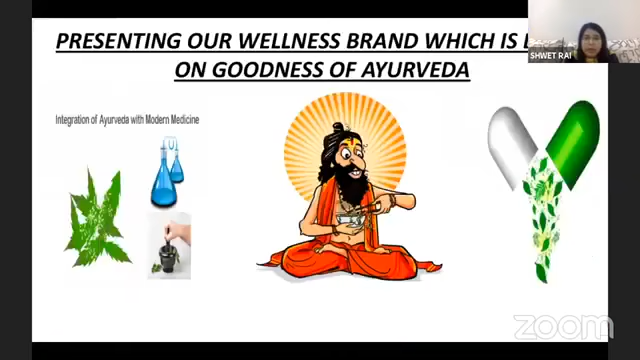 PRESENTING OUR WELLNESS BRAND WHICH IS
ON GOODNESS OF AYURVEDA
SHWET RAI
Integration of Ayurveda with Modern Medicine
zoom